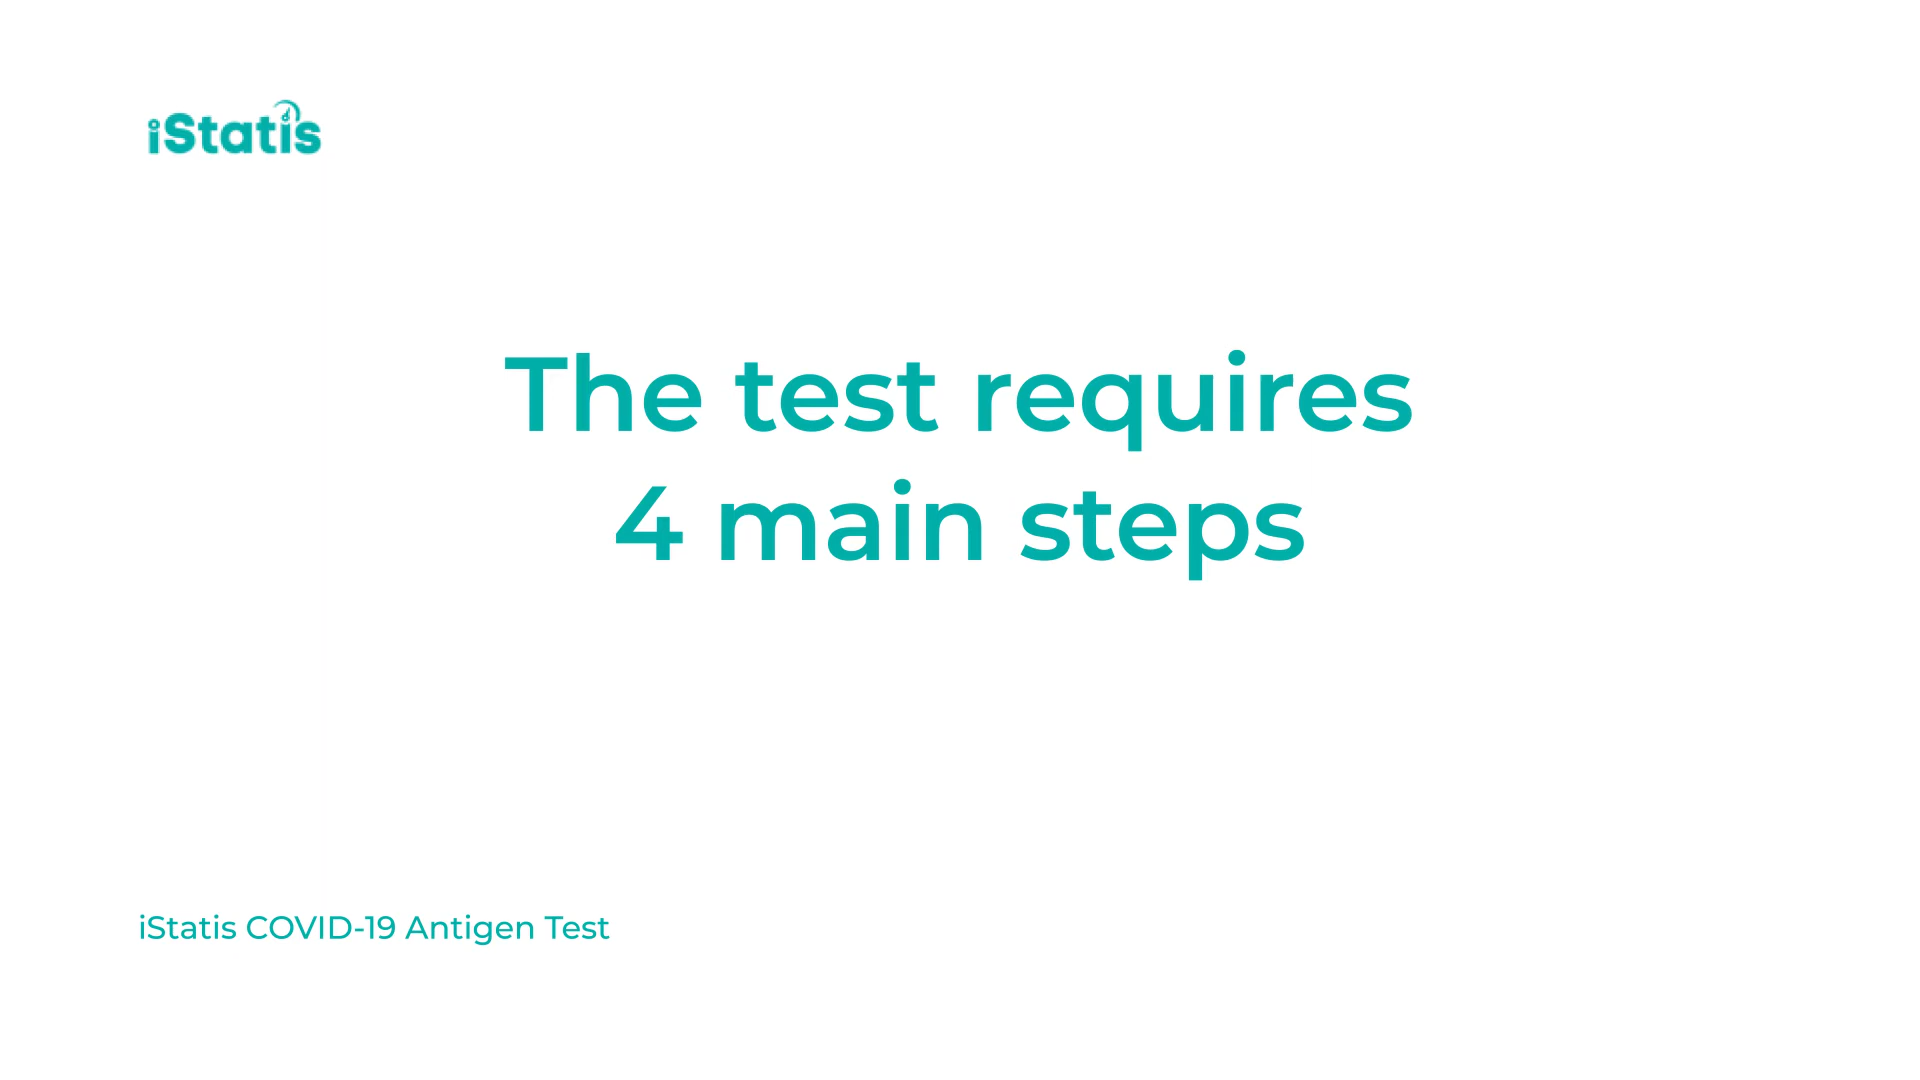 iStatis
The test requires
4 main steps
iStatis COVID-19 Antigen Test